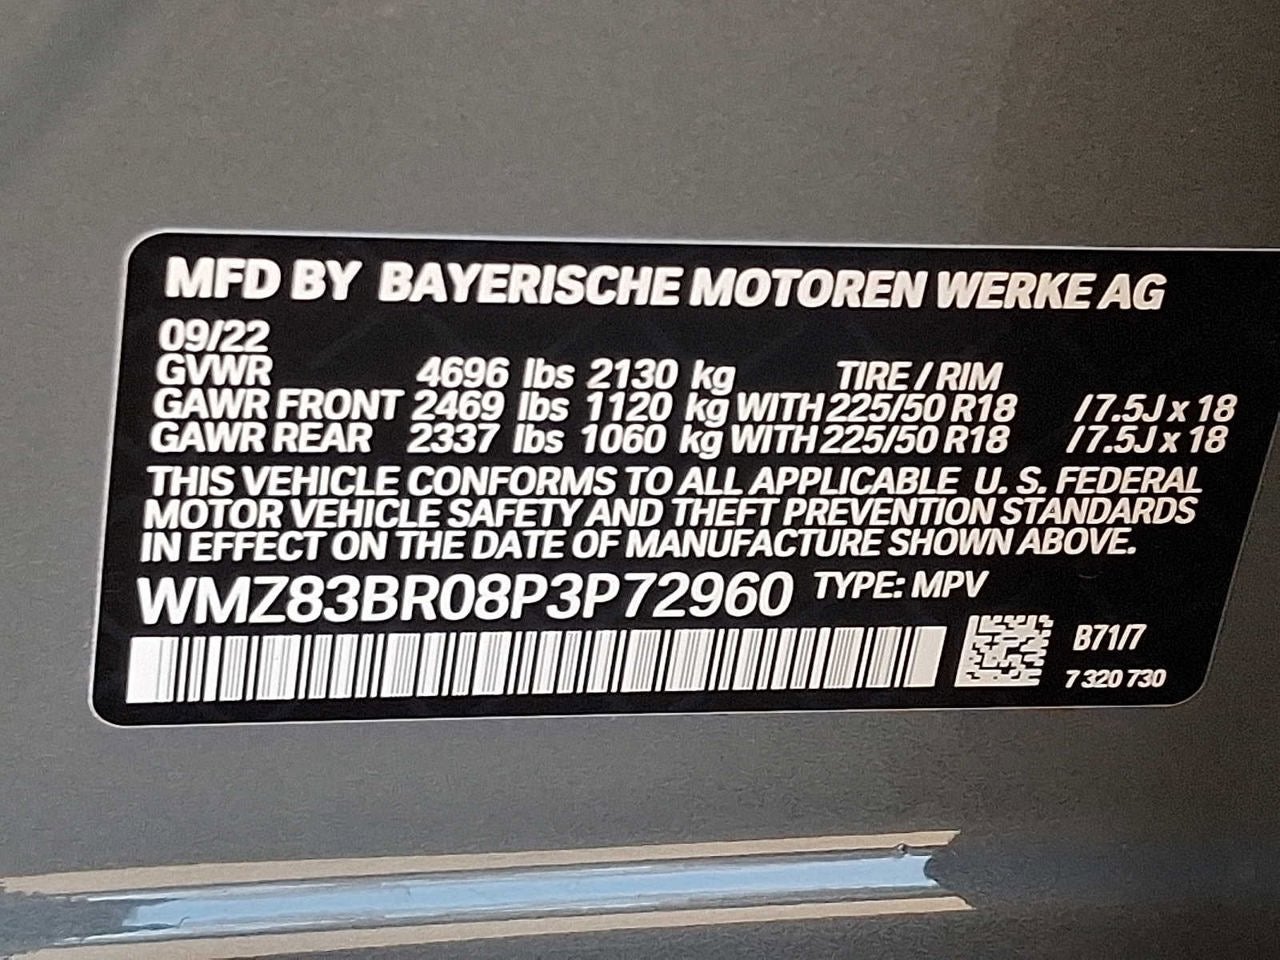 MFD BY BAYERISCHE MOTOREN WERKE AG
09/22
GVWR 4696 lbs 2130 kg TIRE / RIM
GAWR FRONT 2469 lbs 1120 kg WITH 225/50 R18 / 7.5J x 18
GAWR REAR 2337 lbs 1060 kg WITH 225/50 R18 / 7.5J x 18
THIS VEHICLE CONFORMS TO ALL APPLICABLE U. S. FEDERAL
MOTOR VEHICLE SAFETY AND THEFT PREVENTION STANDARDS
IN EFFECT ON THE DATE OF MANUFACTURE SHOWN ABOVE.
WMZ83BR08P3P72960 TYPE: MPV
B71/7
7 320 730